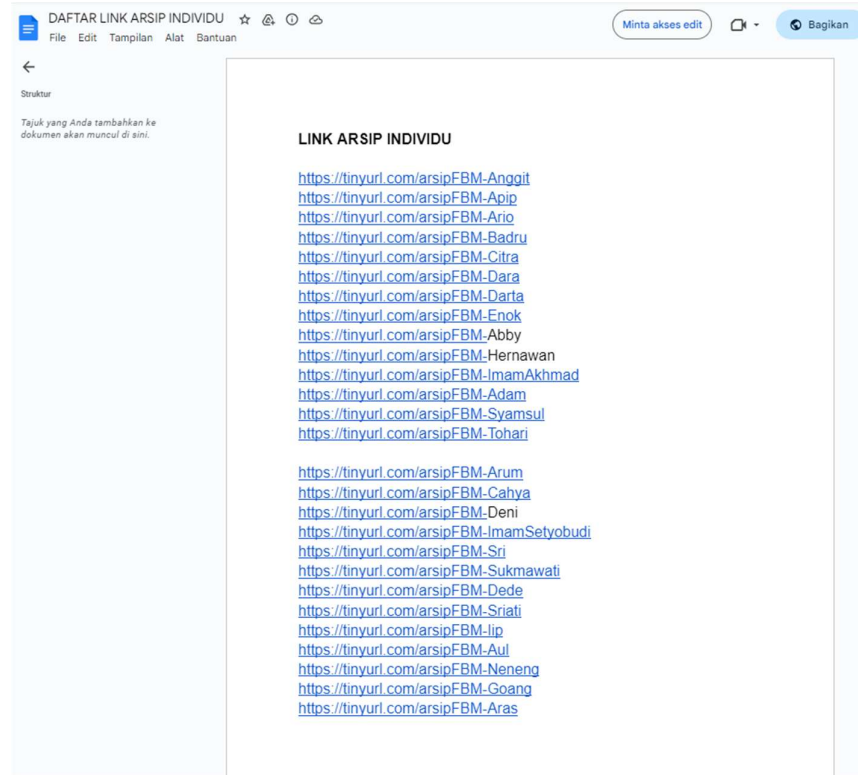 DAFTAR LINK ARSIP INDIVIDU
File Edit Tampilan Alat Bantuan
Minta akses edit
Bagikan
Struktur
Tajuk yang Anda tambahkan ke
dokumen akan muncul di sini.
LINK ARSIP INDIVIDU
https://tinyurl.com/arsipFBM-Anggit
https://tinyurl.com/arsipFBM-Apip
https://tinyurl.com/arsipFBM-Ario
https://tinyurl.com/arsipFBM-Badru
https://tinyurl.com/arsipFBM-Citra
https://tinyurl.com/arsipFBM-Dara
https://tinyurl.com/arsipFBM-Darta
https://tinyurl.com/arsipFBM-Enok
https://tinyurl.com/arsipFBM-Abby
https://tinyurl.com/arsipFBM-Hernawan
https://tinyurl.com/arsipFBM-ImamAkhmad
https://tinyurl.com/arsipFBM-Adam
https://tinyurl.com/arsipFBM-Syamsul
https://tinyurl.com/arsipFBM-Tohari
https://tinyurl.com/arsipFBM-Arum
https://tinyurl.com/arsipFBM-Cahya
https://tinyurl.com/arsipFBM-Deni
https://tinyurl.com/arsipFBM-ImamSetyobudi
https://tinyurl.com/arsipFBM-Sri
https://tinyurl.com/arsipFBM-Sukmawati
https://tinyurl.com/arsipFBM-Dede
https://tinyurl.com/arsipFBM-Sriati
https://tinyurl.com/arsipFBM-Iip
https://tinyurl.com/arsipFBM-Aul
https://tinyurl.com/arsipFBM-Neneng
https://tinyurl.com/arsipFBM-Goang
https://tinyurl.com/arsipFBM-Aras